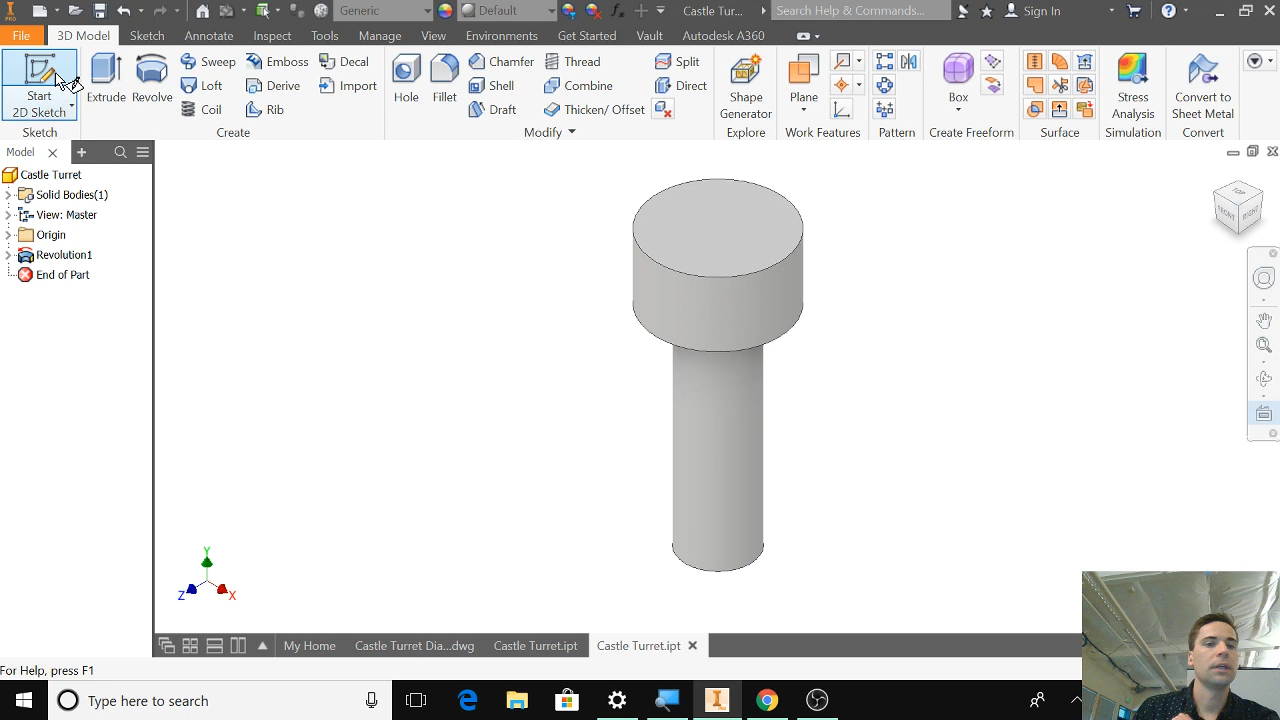 PRO
Generic
Default
Castle Tur...
Search Help & Commands...
Sign In
File
3D Model
Sketch
Annotate
Inspect
Tools
Manage
View
Environments
Get Started
Vault
Autodesk A360
Start
2D Sketch
Extrude
Revolve
Sweep
Emboss
Decal
Loft
Derive
Import
Coil
Rib
Hole
Fillet
Chamfer
Thread
Split
Shell
Combine
Direct
Draft
Thicken/ Offset
Shape
Generator
Plane
Box
Stress
Analysis
Convert to
Sheet Metal
Sketch
Create
Modify
Explore
Work Features
Pattern
Create Freeform
Surface
Simulation
Convert
Model
Castle Turret
Solid Bodies(1)
View: Master
Origin
Revolution1
End of Part
TOP
FRONT
RIGHT
Y
Z
X
My Home
Castle Turret Dia...dwg
Castle Turret.ipt
Castle Turret.ipt
For Help, press F1
Type here to search